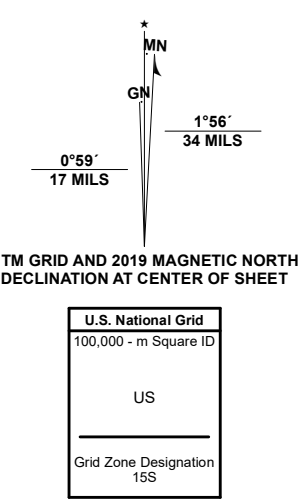 ★
MN
GN
1°56´
34 MILS
0°59´
17 MILS
TM GRID AND 2019 MAGNETIC NORTH
DECLINATION AT CENTER OF SHEET
U.S. National Grid
100,000 - m Square ID
US
Grid Zone Designation
15S